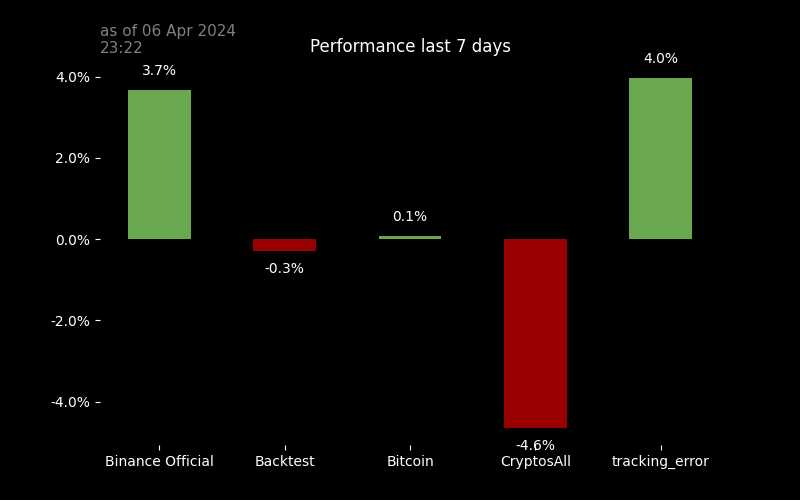 as of 06 Apr 2024
23:22
Performance last 7 days
4.0%
2.0%
0.0%
-2.0%
-4.0%
3.7%
-0.3%
0.1%
-4.6%
4.0%
Binance Official
Backtest
Bitcoin
CryptosAll
tracking_error